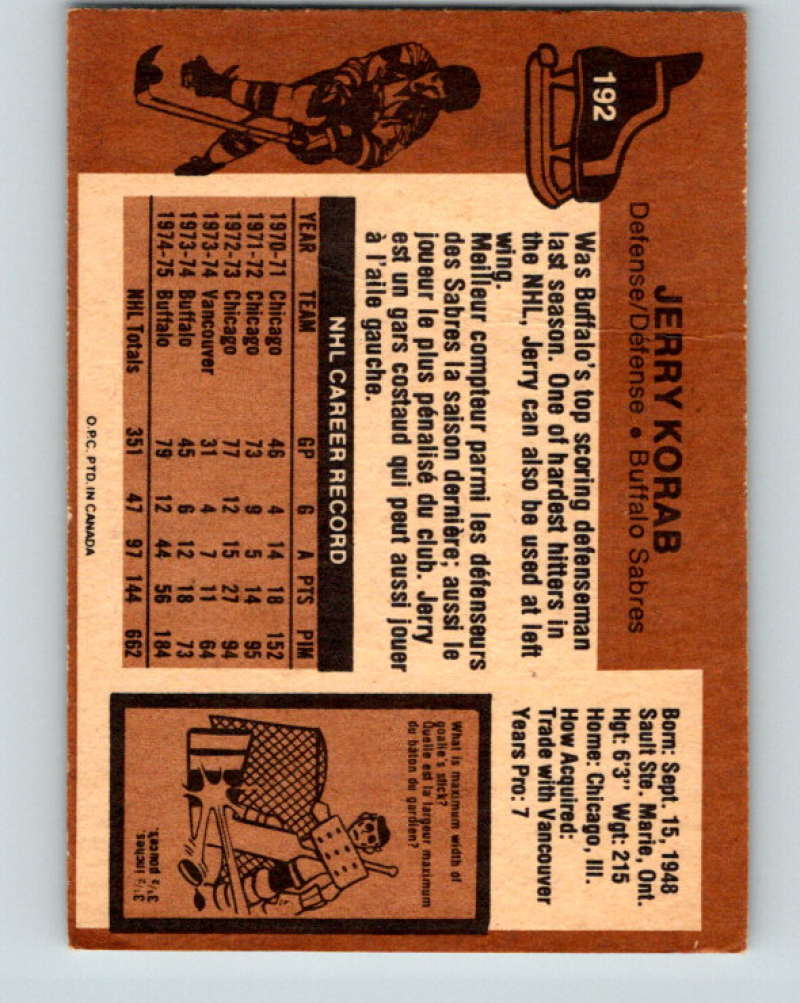 192
JERRY KORAB
Defense/Défense • Buffalo Sabres
Was Buffalo's top scoring defenseman
last season. One of hardest hitters in
the NHL, Jerry can also be used at left
wing.
Meilleur compteur parmi les défenseurs
des Sabres la saison dernière; aussi le
joueur le plus pénalisé du club. Jerry
est un gars costaud qui peut aussi jouer
à l'aile gauche.
NHL CAREER RECORD
YEAR TEAM GP G A PTS PIM
1970-71 Chicago 46 4 14 18 152
1971-72 Chicago 73 9 5 14 95
1972-73 Chicago 77 12 15 27 94
1973-74 Vancouver 31 4 7 11 64
1973-74 Buffalo 45 6 12 18 73
1974-75 Buffalo 79 12 44 56 184
NHL Totals 351 47 97 144 662
O.P.C. PTD. IN CANADA
Born: Sept. 15, 1948
Sault Ste. Marie, Ont.
Hgt: 6'3" Wgt: 215
Home: Chicago, Ill.
How Acquired:
Trade with Vancouver
Years Pro: 7
What is maximum width of
goalie's stick?
Quelle est la largeur maximum
du bâton du gardien?
3½ inches.
3½ pouces.